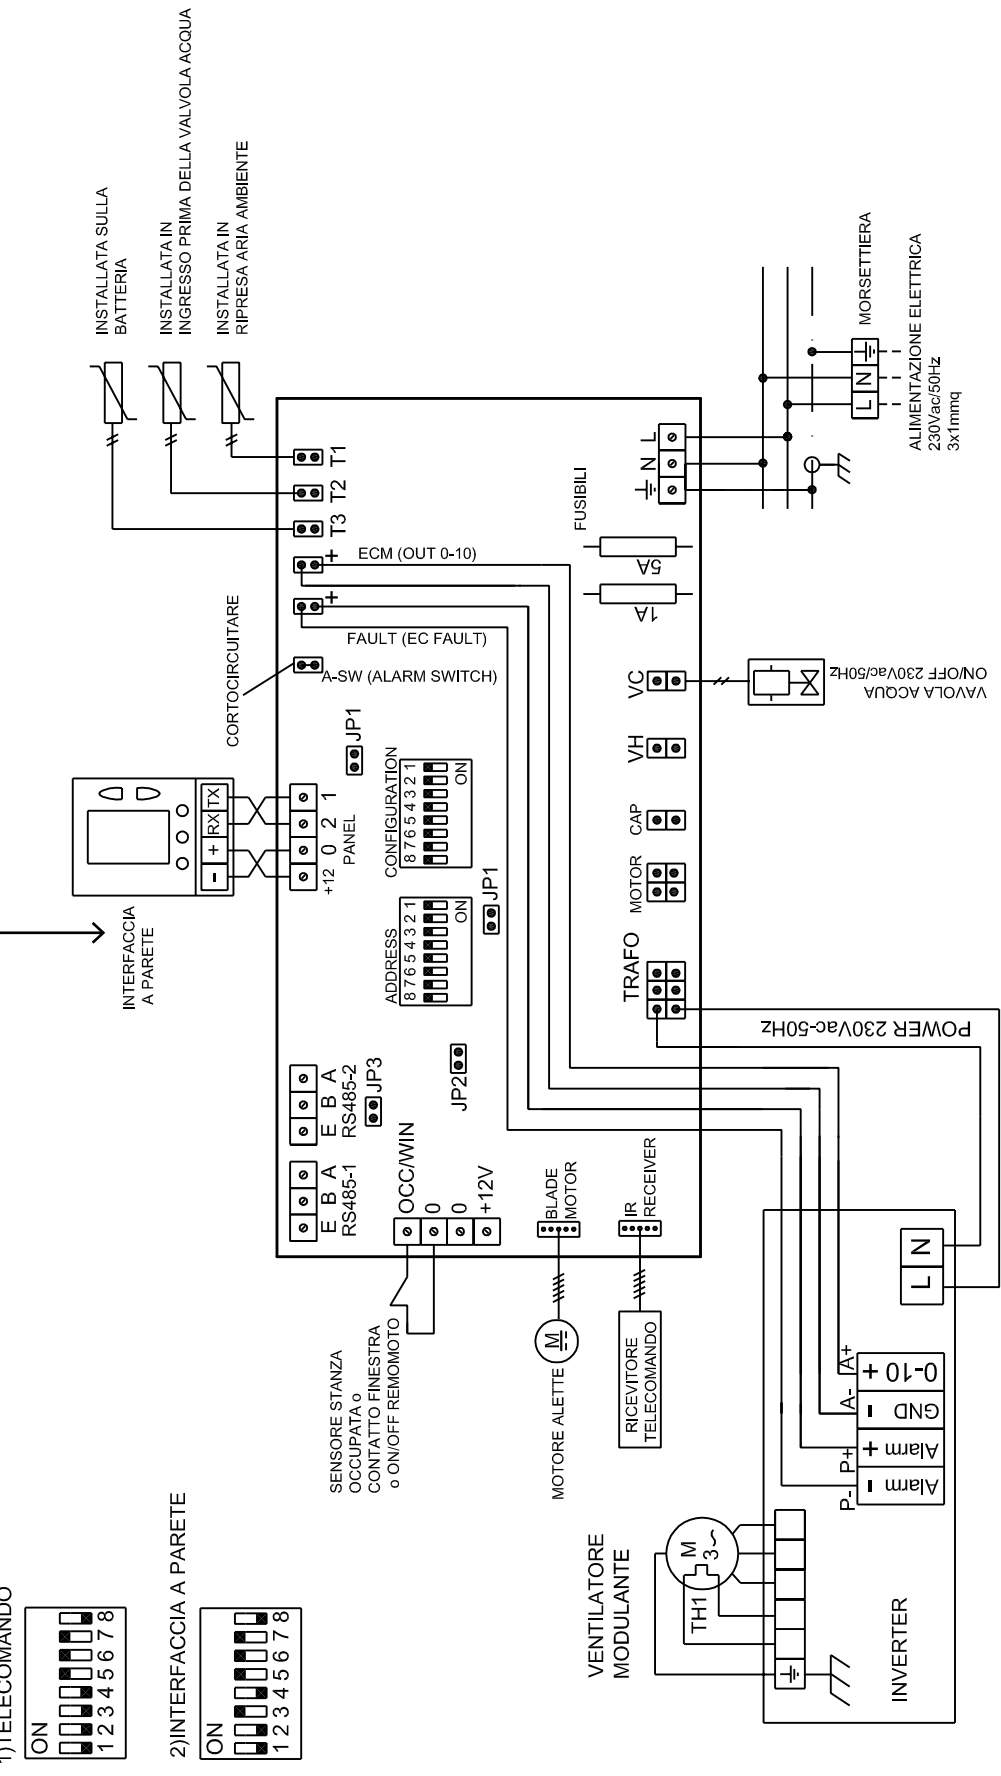 1)TELECOMANDO
ON
1 2 3 4 5 6 7 8
2)INTERFACCIA A PARETE
ON
1 2 3 4 5 6 7 8
INTERFACCIA
A PARETE
- + RX TX
+12 0 2 1
PANEL
CORTOCIRCUITARE
INSTALLATA SULLA
BATTERIA
INSTALLATA IN
INGRESSO PRIMA DELLA VALVOLA ACQUA
INSTALLATA IN
RIPRESA ARIA AMBIENTE
E B A
RS485-1
E B A
RS485-2
JP3
JP2
ADDRESS
8 7 6 5 4 3 2 1
ON
JP1
CONFIGURATION
8 7 6 5 4 3 2 1
ON
JP1
A-SW (ALARM SWITCH)
+
FAULT (EC FAULT)
+
ECM (OUT 0-10)
T3 T2 T1
OCC/WIN
0
0
+12V
SENSORE STANZA
OCCUPATA o
CONTATTO FINESTRA
o ON/OFF REMOMOTO
BLADE
MOTOR
M
MOTORE ALETTE
IR
RECEIVER
RICEVITORE
TELECOMANDO
TRAFO
MOTOR
CAP
VH
VC
FUSIBILI
1A
5A
N L
POWER 230Vac-50Hz
VAVOLA ACQUA
ON/OFF 230Vac/50Hz
MORSETTIERA
L N
ALIMENTAZIONE ELETTRICA
230Vac/50Hz
3x1mmq
VENTILATORE
MODULANTE
M
3~
TH1
INVERTER
P- P+ A- A+
Alarm -
Alarm +
GND -
0-10 +
L N